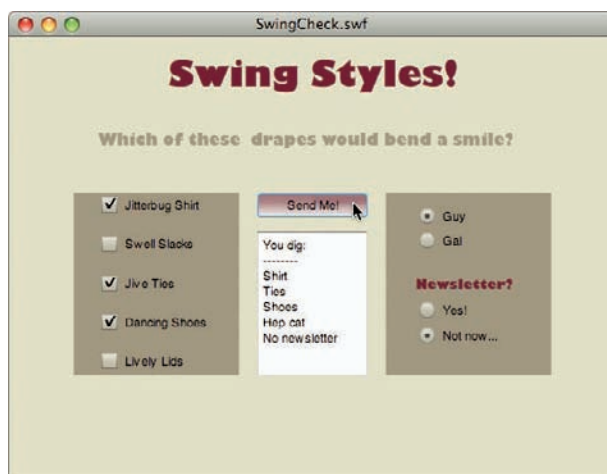 SwingCheck.swf
Swing Styles!
Which of these drapes would bend a smile?
Jitterbug Shirt
Swell Slacks
Jive Ties
Dancing Shoes
Lively Lids
Send Me!
You dig:
--------
Shirt
Ties
Shoes
Hep cat
No newsletter
Guy
Gal
Newsletter?
Yes!
Not now...